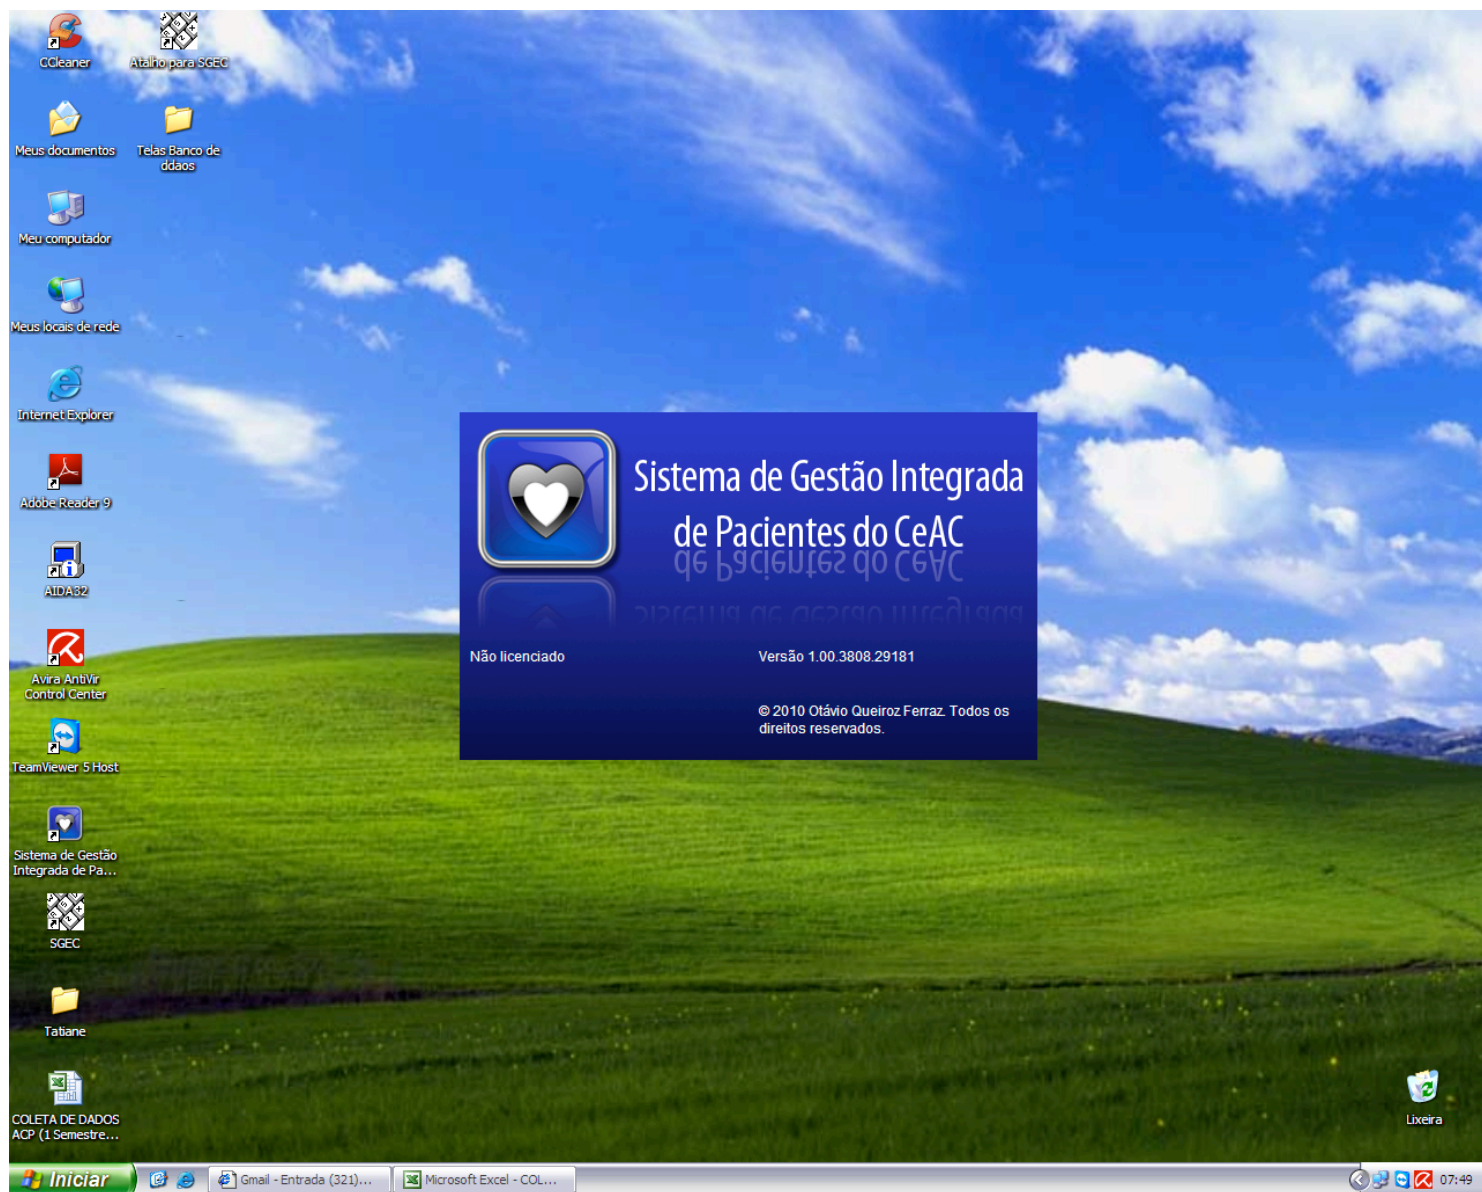 CCleaner
Atalho para SGEC
Meus documentos
Telas Banco de
ddaos
Meu computador
Meus locais de rede
Internet Explorer
Adobe Reader 9
AIDA32
Avira AntiVir
Control Center
TeamViewer 5 Host
Sistema de Gestão
Integrada de Pa...
SGEC
Tatiane
COLETA DE DADOS
ACP (1 Semestre...
Sistema de Gestão Integrada
de Pacientes do CeAC
Não licenciado
Versão 1.00.3808.29181
© 2010 Otávio Queiroz Ferraz. Todos os
direitos reservados.
Lixeira
Iniciar
Gmail - Entrada (321)...
Microsoft Excel - COL...
07:49